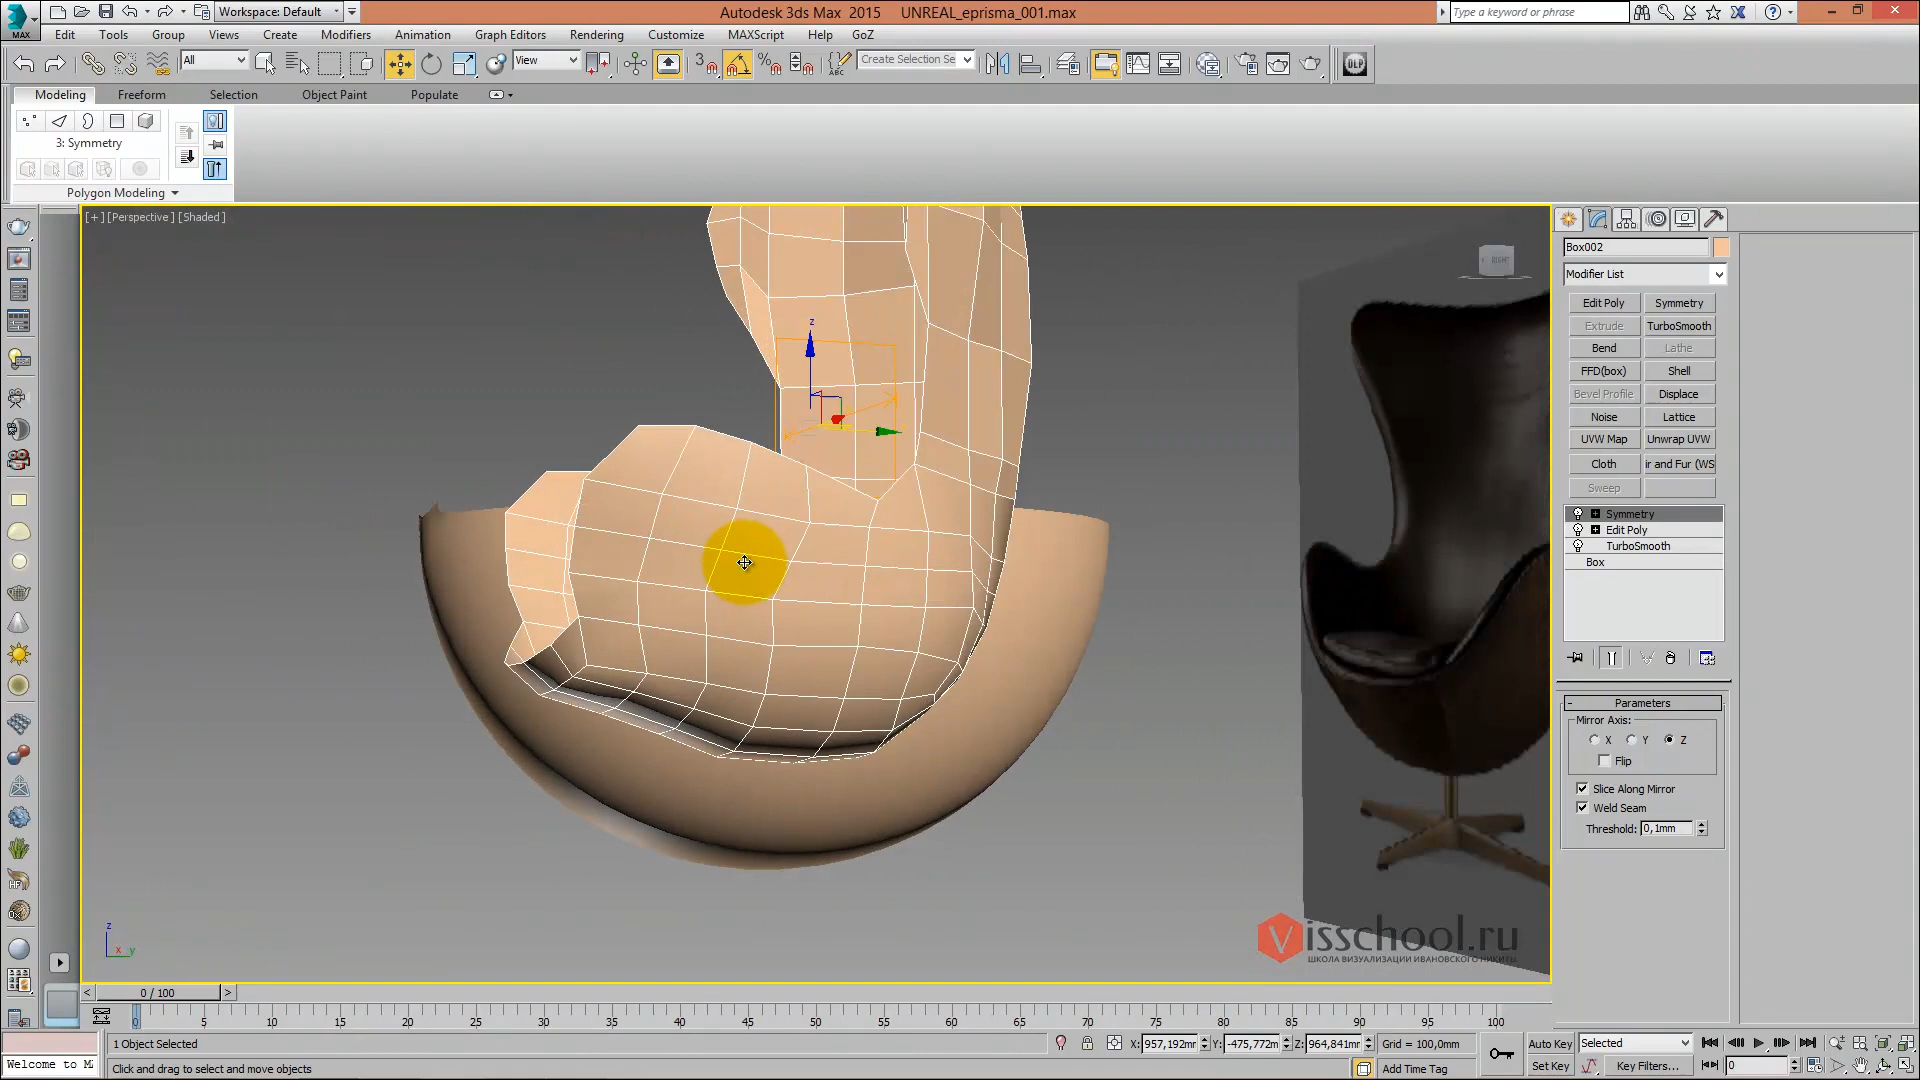 MAX
Workspace: Default
Autodesk 3ds Max 2015 UNREAL_eprisma_001.max
Type a keyword or phrase
Edit Tools Group Views Create Modifiers Animation Graph Editors Rendering Customize MAXScript Help GoZ
All
View
3
Create Selection Se
Modeling Freeform Selection Object Paint Populate
3: Symmetry
Polygon Modeling
[+] [Perspective] [Shaded]
Box002
Modifier List
Edit Poly Symmetry
Extrude TurboSmooth
Bend Lathe
FFD(box) Shell
Bevel Profile Displace
Noise Lattice
UVW Map Unwrap UVW
Cloth ir and Fur (WS
Sweep
Symmetry
Edit Poly
TurboSmooth
Box
Parameters
Mirror Axis:
X Y Z
Flip
Slice Along Mirror
Weld Seam
Threshold: 0,1mm
z
z
x y
Visschool.ru
ШКОЛА ВИЗУАЛИЗАЦИИ ИВАНОВСКОГО НИКИТЫ
< 0 / 100 >
0 5 10 15 20 25 30 35 40 45 50 55 60 65 70 75 80 85 90 95 100
1 Object Selected X: 957,192mr Y: -475,772m Z: 964,841mr Grid = 100,0mm Auto Key Selected
Welcome to M Click and drag to select and move objects Add Time Tag Set Key Key Filters... 0